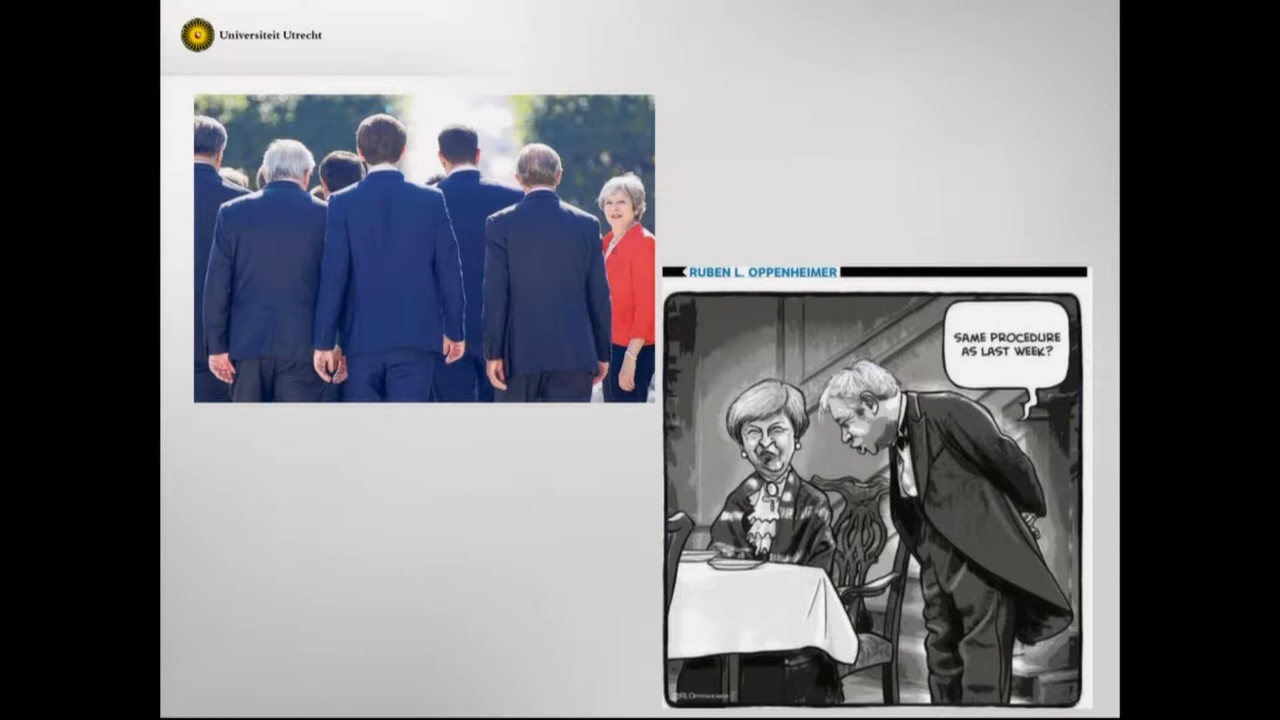 Universiteit Utrecht
RUBEN L. OPPENHEIMER
SAME PROCEDURE
AS LAST WEEK?